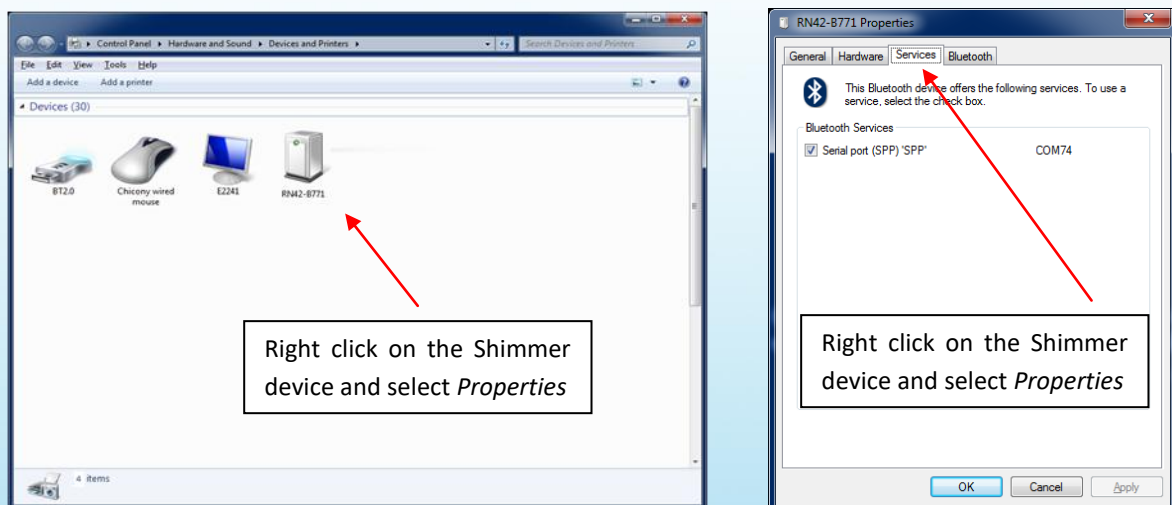 Control Panel ▸ Hardware and Sound ▸ Devices and Printers ▸
Search Devices and Printers
File Edit View Tools Help
Add a device Add a printer
Devices (30)
BT2.0
Chicony wired
mouse
E2241
RN42-B771
Right click on the Shimmer
device and select Properties
4 items
RN42-B771 Properties
General Hardware Services Bluetooth
This Bluetooth device offers the following services. To use a
service, select the check box.
Bluetooth Services
Serial port (SPP) 'SPP' COM74
Right click on the Shimmer
device and select Properties
OK Cancel Apply